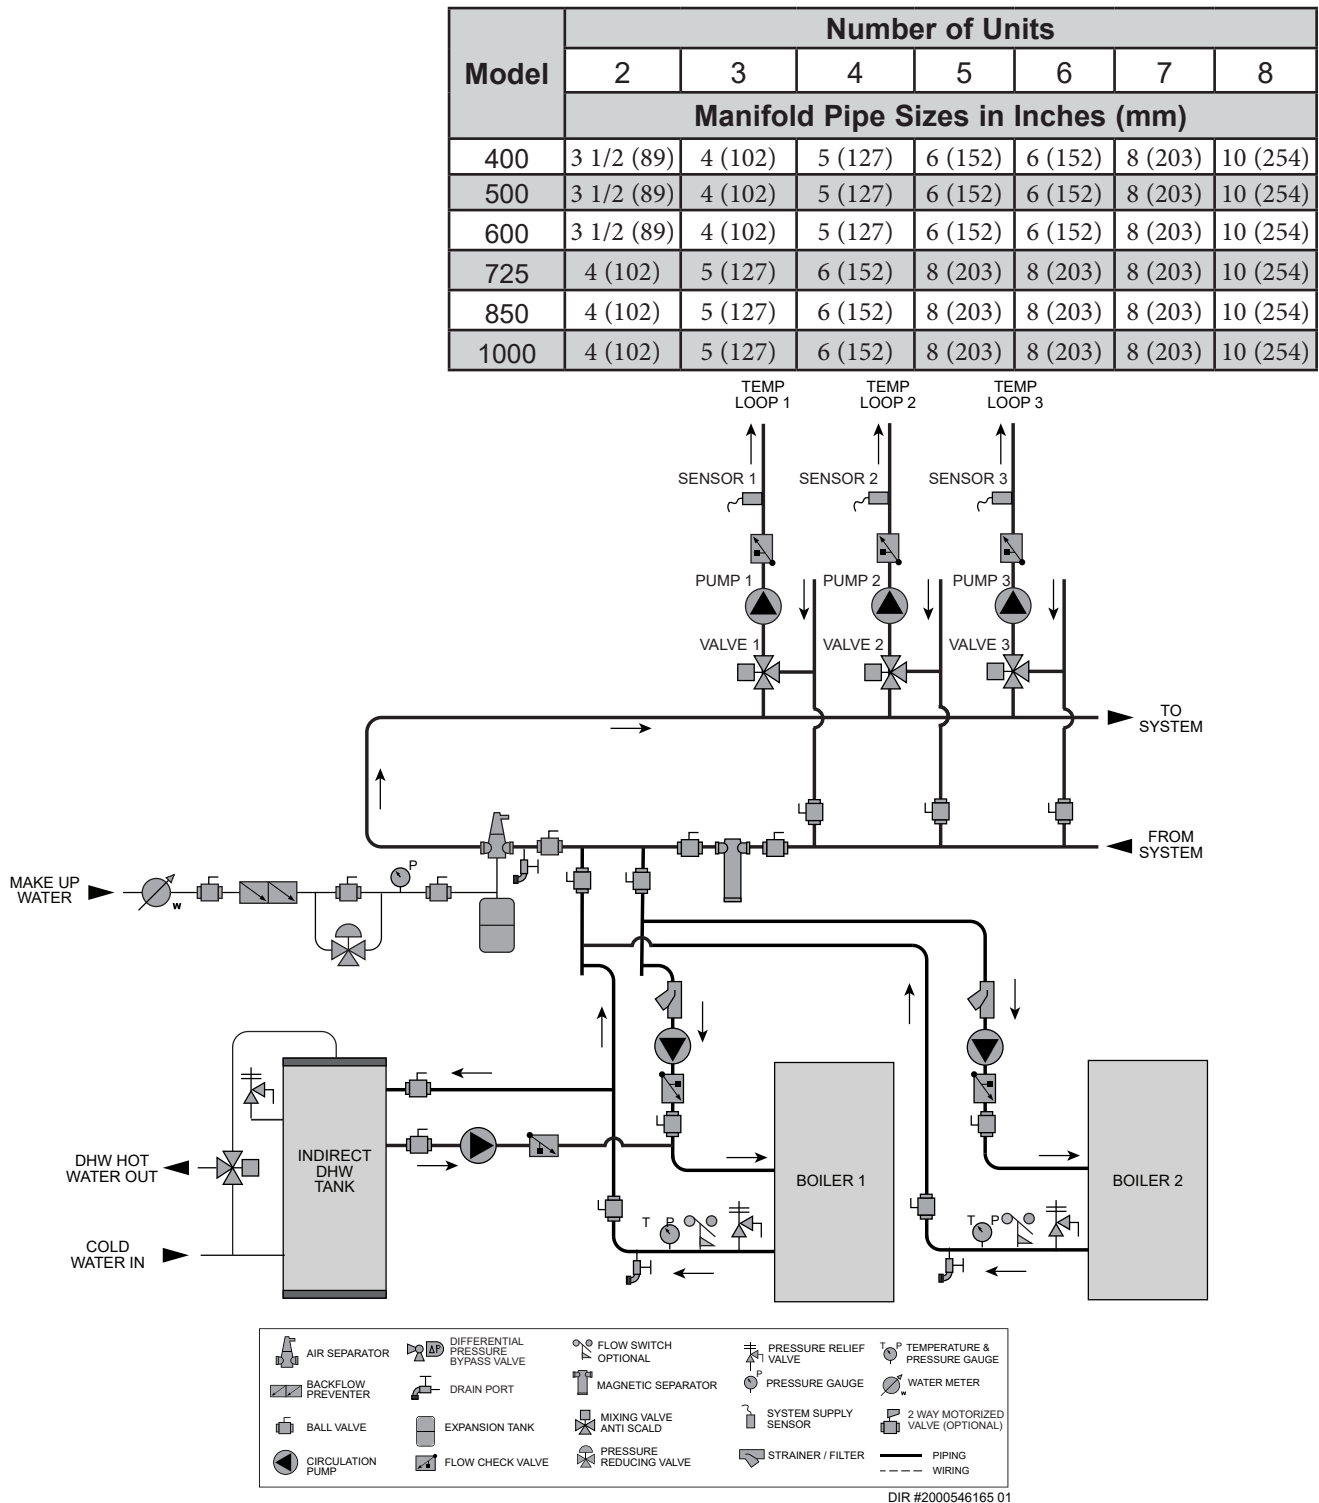 Model
Number of Units
2 3 4 5 6 7 8
Manifold Pipe Sizes in Inches (mm)
400 3 1/2 (89) 4 (102) 5 (127) 6 (152) 6 (152) 8 (203) 10 (254)
500 3 1/2 (89) 4 (102) 5 (127) 6 (152) 6 (152) 8 (203) 10 (254)
600 3 1/2 (89) 4 (102) 5 (127) 6 (152) 6 (152) 8 (203) 10 (254)
725 4 (102) 5 (127) 6 (152) 8 (203) 8 (203) 8 (203) 10 (254)
850 4 (102) 5 (127) 6 (152) 8 (203) 8 (203) 8 (203) 10 (254)
1000 4 (102) 5 (127) 6 (152) 8 (203) 8 (203) 8 (203) 10 (254)
TEMP
LOOP 1
TEMP
LOOP 2
TEMP
LOOP 3
SENSOR 1
SENSOR 2
SENSOR 3
PUMP 1
PUMP 2
PUMP 3
VALVE 1
VALVE 2
VALVE 3
TO
SYSTEM
FROM
SYSTEM
MAKE UP
WATER
w
P
INDIRECT
DHW
TANK
DHW HOT
WATER OUT
COLD
WATER IN
BOILER 1
BOILER 2
T P
T P
AIR SEPARATOR
BACKFLOW
PREVENTER
BALL VALVE
CIRCULATION
PUMP
ΔP
DIFFERENTIAL
PRESSURE
BYPASS VALVE
DRAIN PORT
EXPANSION TANK
FLOW CHECK VALVE
FLOW SWITCH
OPTIONAL
MAGNETIC SEPARATOR
MIXING VALVE
ANTI SCALD
PRESSURE
REDUCING VALVE
PRESSURE RELIEF
VALVE
P
PRESSURE GAUGE
SYSTEM SUPPLY
SENSOR
STRAINER / FILTER
T P
TEMPERATURE &
PRESSURE GAUGE
w
WATER METER
2 WAY MOTORIZED
VALVE (OPTIONAL)
PIPING
WIRING
DIR #2000546165 01